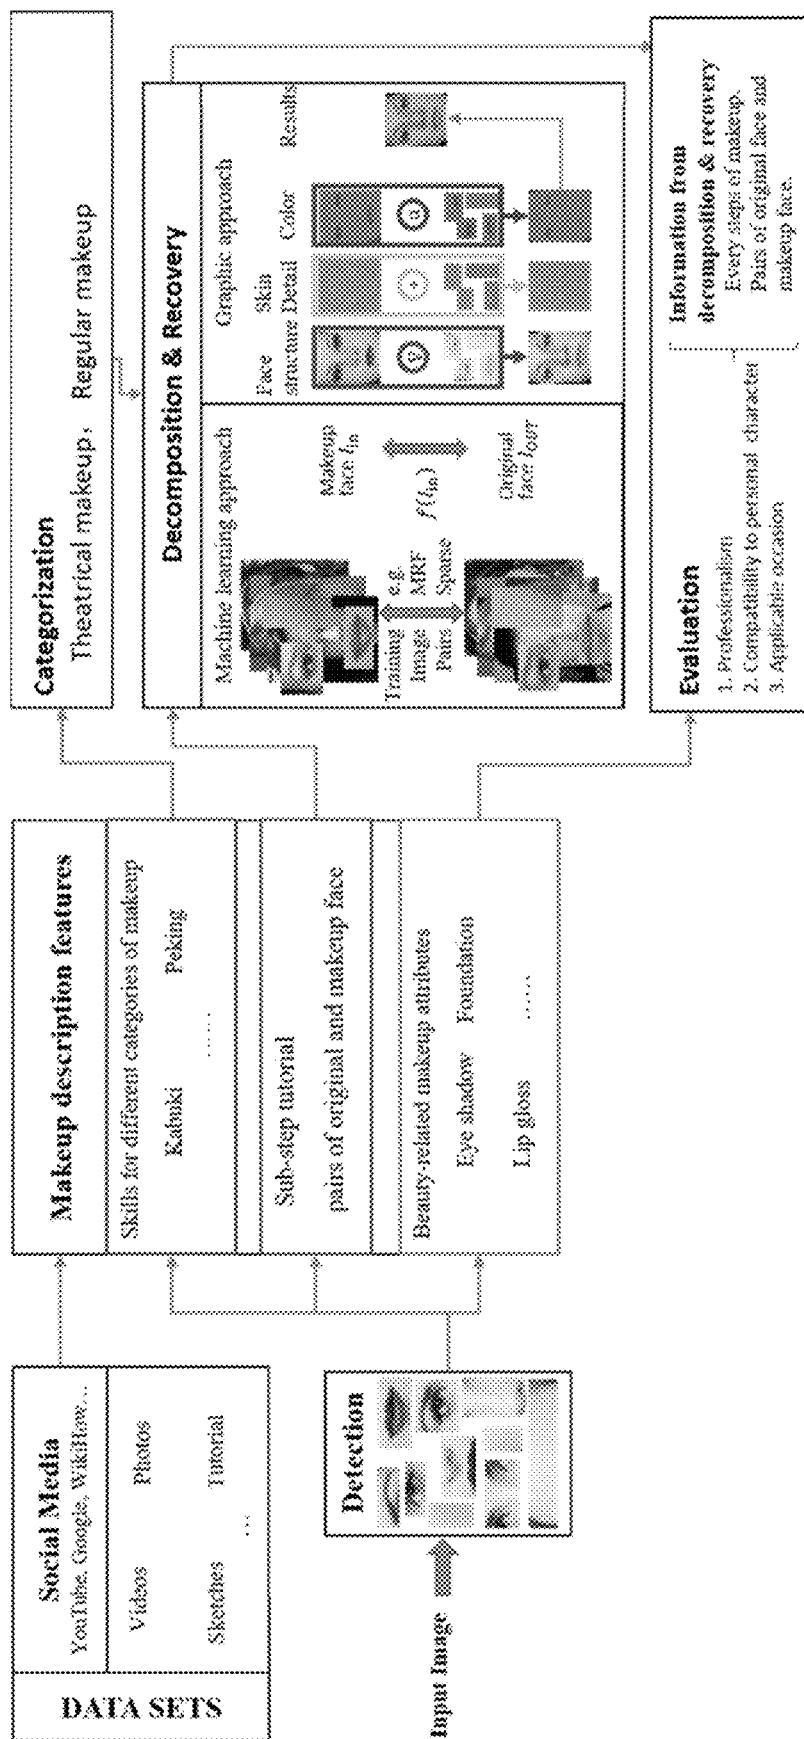 DATA SETS
Social Media
YouTube, Google, WikiHow...
Videos
Photos
Sketches
Tutorial
...
Input Image
Detection
Makeup description features
Skills for different categories of makeup
Kabuki
Peking
......
Sub-step tutorial
pairs of original and makeup face
Beauty-related makeup attributes
Eye shadow
Foundation
Lip gloss
......
Categorization
Theatrical makeup, Regular makeup
Decomposition & Recovery
Machine learning approach
Training
Image
Pairs
e.g.
MRF
Sparse
Makeup
face I_in
f(I_in)
Original
face I_OUT
Graphic approach
Face
structure
Skin
Detail
Color
Results
+
α
Evaluation
1. Professionalism
2. Compatibility to personal character
3. Applicable occasion
Information from
decomposition & recovery
Every steps of makeup.
Pairs of original face and
makeup face.